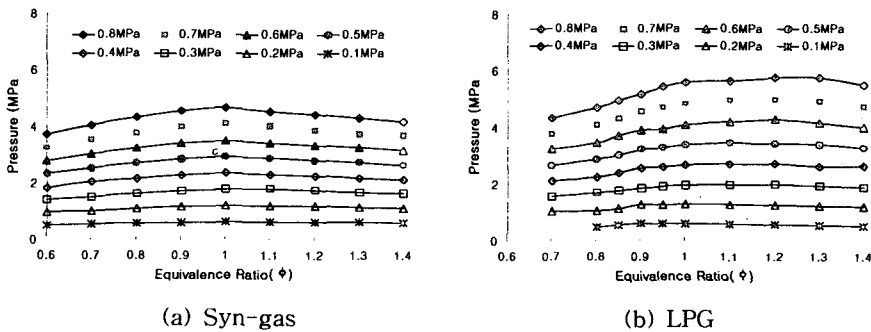 8
0.8MPa 0.7MPa 0.6MPa 0.5MPa
0.4MPa 0.3MPa 0.2MPa 0.1MPa
6
4
2
0
Pressure (MPa
0.6 0.7 0.8 0.9 1 1.1 1.2 1.3 1.4
Equivalence Ratio( ϕ)
(a) Syn-gas
8
0.8MPa 0.7MPa 0.6MPa 0.5MPa
0.4MPa 0.3MPa 0.2MPa 0.1MPa
6
4
2
0
Pressure (MPa
0.6 0.7 0.8 0.9 1 1.1 1.2 1.3 1.4
Equivalence Ratio( ϕ)
(b) LPG